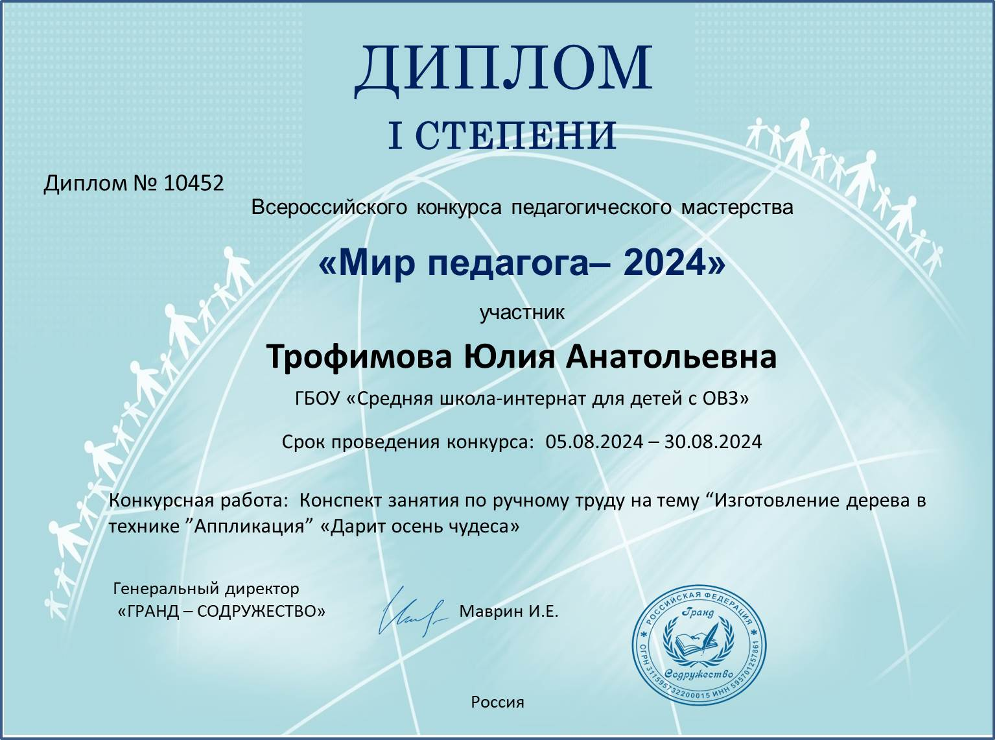 ДИПЛОМ
I СТЕПЕНИ
Диплом № 10452
Всероссийского конкурса педагогического мастерства
«Мир педагога– 2024»
участник
Трофимова Юлия Анатольевна
ГБОУ «Средняя школа-интернат для детей с ОВЗ»
Срок проведения конкурса: 05.08.2024 – 30.08.2024
Конкурсная работа: Конспект занятия по ручному труду на тему “Изготовление дерева в
технике ”Аппликация” «Дарит осень чудеса»
Генеральный директор
«ГРАНД – СОДРУЖЕСТВО»
Маврин И.Е.
* РОССИЙСКАЯ ФЕДЕРАЦИЯ *
Гранд
Содружество
ОГРН 311595732200015 ИНН 595701257861
Россия